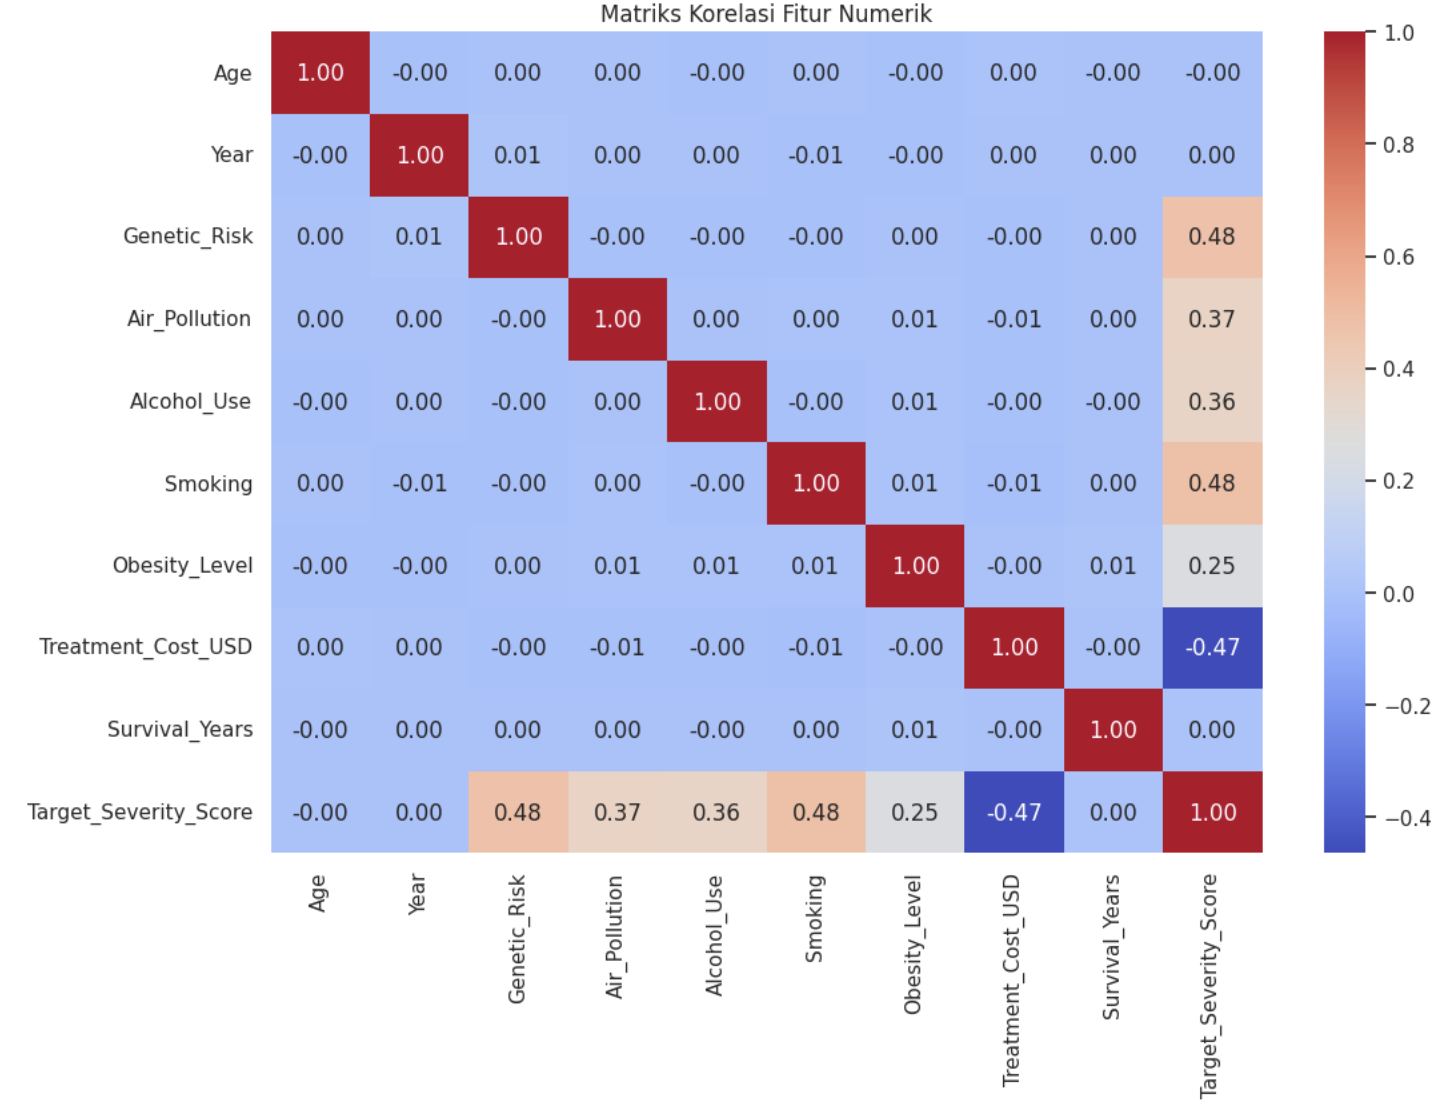 Matriks Korelasi Fitur Numerik
Age 1.00 -0.00 0.00 0.00 -0.00 0.00 -0.00 0.00 -0.00 -0.00
Year -0.00 1.00 0.01 0.00 0.00 -0.01 -0.00 0.00 0.00 0.00
Genetic_Risk 0.00 0.01 1.00 -0.00 -0.00 -0.00 0.00 -0.00 0.00 0.48
Air_Pollution 0.00 0.00 -0.00 1.00 0.00 0.00 0.01 -0.01 0.00 0.37
Alcohol_Use -0.00 0.00 -0.00 0.00 1.00 -0.00 0.01 -0.00 -0.00 0.36
Smoking 0.00 -0.01 -0.00 0.00 -0.00 1.00 0.01 -0.01 0.00 0.48
Obesity_Level -0.00 -0.00 0.00 0.01 0.01 0.01 1.00 -0.00 0.01 0.25
Treatment_Cost_USD 0.00 0.00 -0.00 -0.01 -0.00 -0.01 -0.00 1.00 -0.00 -0.47
Survival_Years -0.00 0.00 0.00 0.00 -0.00 0.00 0.01 -0.00 1.00 0.00
Target_Severity_Score -0.00 0.00 0.48 0.37 0.36 0.48 0.25 -0.47 0.00 1.00
Age
Year
Genetic_Risk
Air_Pollution
Alcohol_Use
Smoking
Obesity_Level
Treatment_Cost_USD
Survival_Years
Target_Severity_Score
1.0
0.8
0.6
0.4
0.2
0.0
−0.2
−0.4